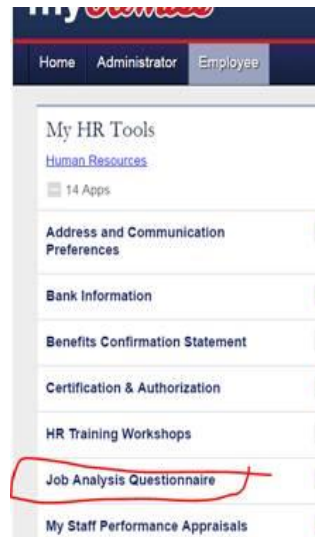 my
Home Administrator Employee
My HR Tools
Human Resources
14 Apps
Address and Communication
Preferences
Bank Information
Benefits Confirmation Statement
Certification & Authorization
HR Training Workshops
Job Analysis Questionnaire
My Staff Performance Appraisals